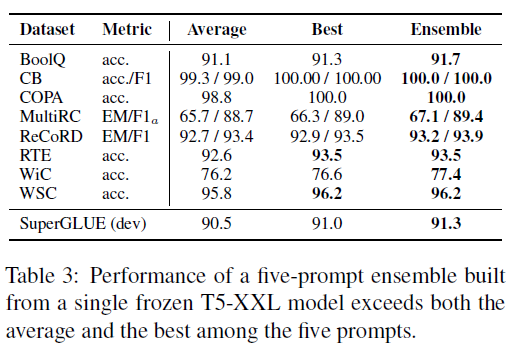 Dataset Metric Average Best Ensemble
BoolQ acc. 91.1 91.3 91.7
CB acc./F1 99.3 / 99.0 100.00 / 100.00 100.0 / 100.0
COPA acc. 98.8 100.0 100.0
MultiRC EM/F1a 65.7 / 88.7 66.3 / 89.0 67.1 / 89.4
ReCoRD EM/F1 92.7 / 93.4 92.9 / 93.5 93.2 / 93.9
RTE acc. 92.6 93.5 93.5
WiC acc. 76.2 76.6 77.4
WSC acc. 95.8 96.2 96.2
SuperGLUE (dev) 90.5 91.0 91.3
Table 3: Performance of a five-prompt ensemble built
from a single frozen T5-XXL model exceeds both the
average and the best among the five prompts.